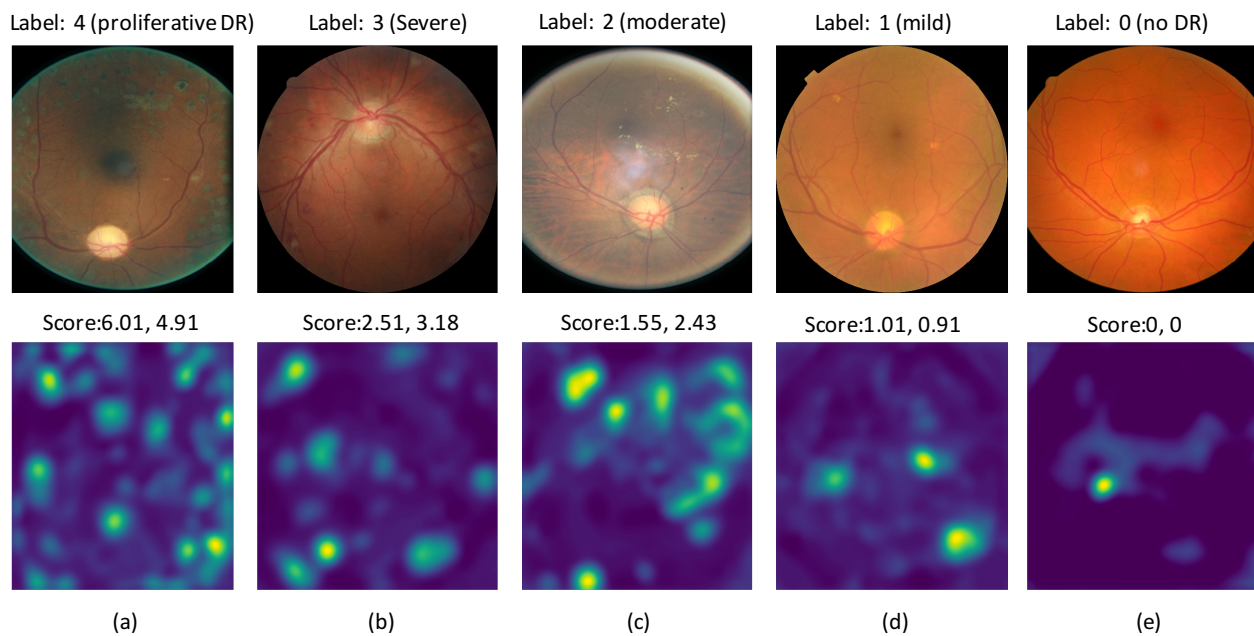 Label: 4 (proliferative DR)
Label: 3 (Severe)
Label: 2 (moderate)
Label: 1 (mild)
Label: 0 (no DR)
Score:6.01, 4.91
Score:2.51, 3.18
Score:1.55, 2.43
Score:1.01, 0.91
Score:0, 0
(a)
(b)
(c)
(d)
(e)